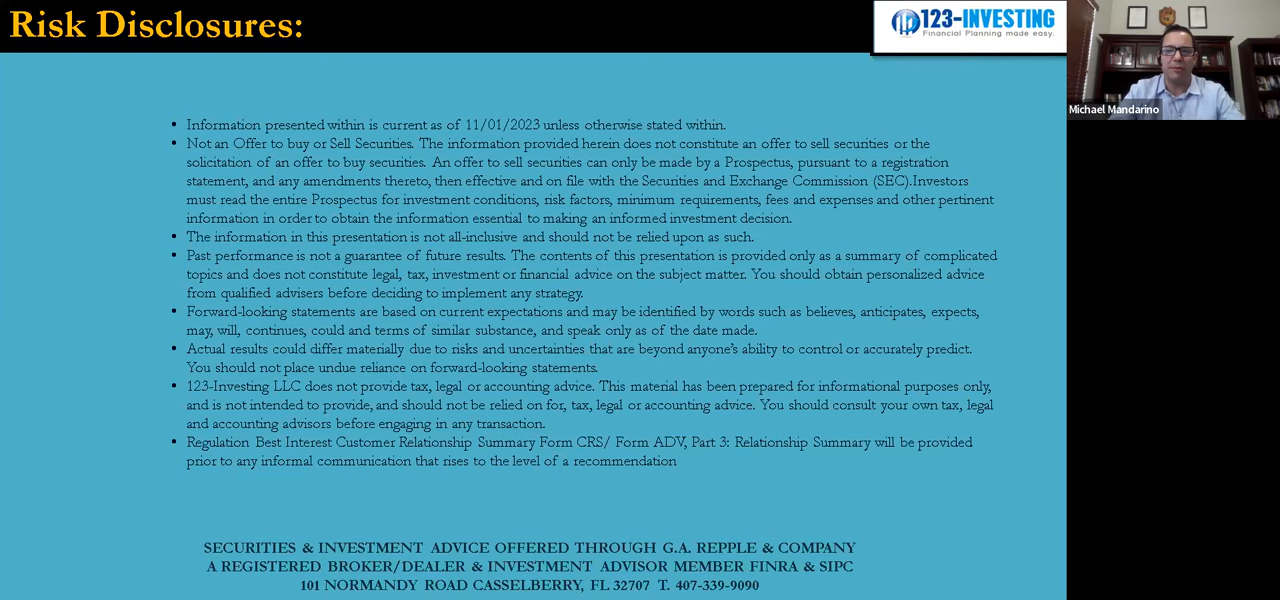 Risk Disclosures:
123-INVESTING
Financial Planning made easy.
Michael Mandarino
• Information presented within is current as of 11/01/2023 unless otherwise stated within.
• Not an Offer to buy or Sell Securities. The information provided herein does not constitute an offer to sell securities or the
solicitation of an offer to buy securities. An offer to sell securities can only be made by a Prospectus, pursuant to a registration
statement, and any amendments thereto, then effective and on file with the Securities and Exchange Commission (SEC).Investors
must read the entire Prospectus for investment conditions, risk factors, minimum requirements, fees and expenses and other pertinent
information in order to obtain the information essential to making an informed investment decision.
• The information in this presentation is not all-inclusive and should not be relied upon as such.
• Past performance is not a guarantee of future results. The contents of this presentation is provided only as a summary of complicated
topics and does not constitute legal, tax, investment or financial advice on the subject matter. You should obtain personalized advice
from qualified advisers before deciding to implement any strategy.
• Forward-looking statements are based on current expectations and may be identified by words such as believes, anticipates, expects,
may, will, continues, could and terms of similar substance, and speak only as of the date made.
• Actual results could differ materially due to risks and uncertainties that are beyond anyone's ability to control or accurately predict.
You should not place undue reliance on forward-looking statements.
• 123-Investing LLC does not provide tax, legal or accounting advice. This material has been prepared for informational purposes only,
and is not intended to provide, and should not be relied on for, tax, legal or accounting advice. You should consult your own tax, legal
and accounting advisors before engaging in any transaction.
• Regulation Best Interest Customer Relationship Summary Form CRS/ Form ADV, Part 3: Relationship Summary will be provided
prior to any informal communication that rises to the level of a recommendation
SECURITIES & INVESTMENT ADVICE OFFERED THROUGH G.A. REPPLE & COMPANY
A REGISTERED BROKER/DEALER & INVESTMENT ADVISOR MEMBER FINRA & SIPC
101 NORMANDY ROAD CASSELBERRY, FL 32707 T. 407-339-9090